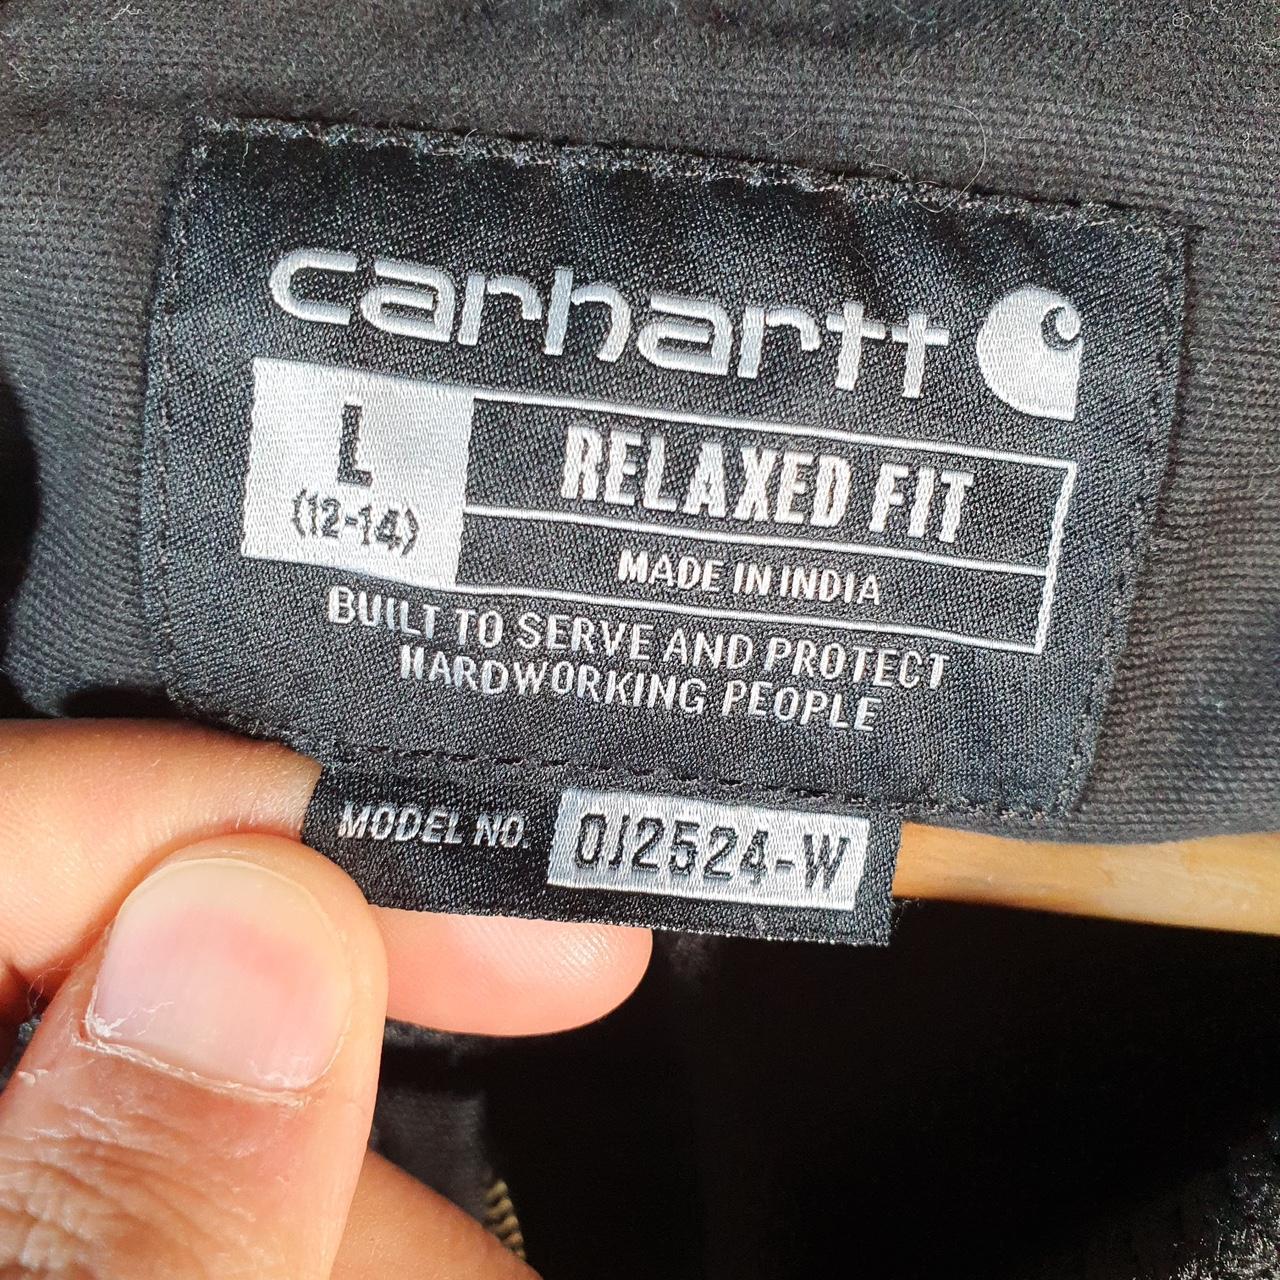 carhartt
L
(12-14)
RELAXED FIT
MADE IN INDIA
BUILT TO SERVE AND PROTECT
HARDWORKING PEOPLE
MODEL NO. OJ2524-W